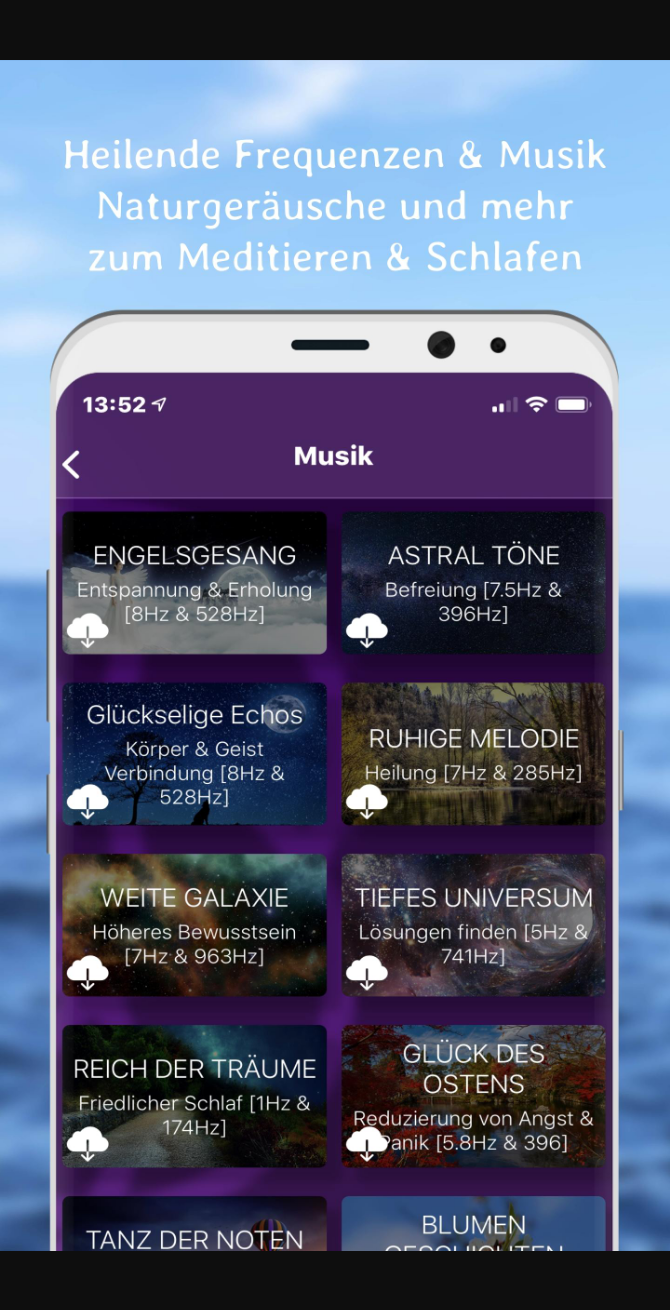 Heilende Frequenzen & Musik
Naturgeräusche und mehr
zum Meditieren & Schlafen
13:52
Musik
ENGELSGESANG
Entspannung & Erholung
[8Hz & 528Hz]
ASTRAL TÖNE
Befreiung [7.5Hz &
396Hz]
Glückselige Echos
Körper & Geist
Verbindung [8Hz &
528Hz]
RUHIGE MELODIE
Heilung [7Hz & 285Hz]
WEITE GALAXIE
Höheres Bewusstsein
[7Hz & 963Hz]
TIEFES UNIVERSUM
Lösungen finden [5Hz &
741Hz]
REICH DER TRÄUME
Friedlicher Schlaf [1Hz &
174Hz]
GLÜCK DES
OSTENS
Reduzierung von Angst &
Panik [5.8Hz & 396]
TANZ DER NOTEN
BLUMEN
GESCHICHTEN